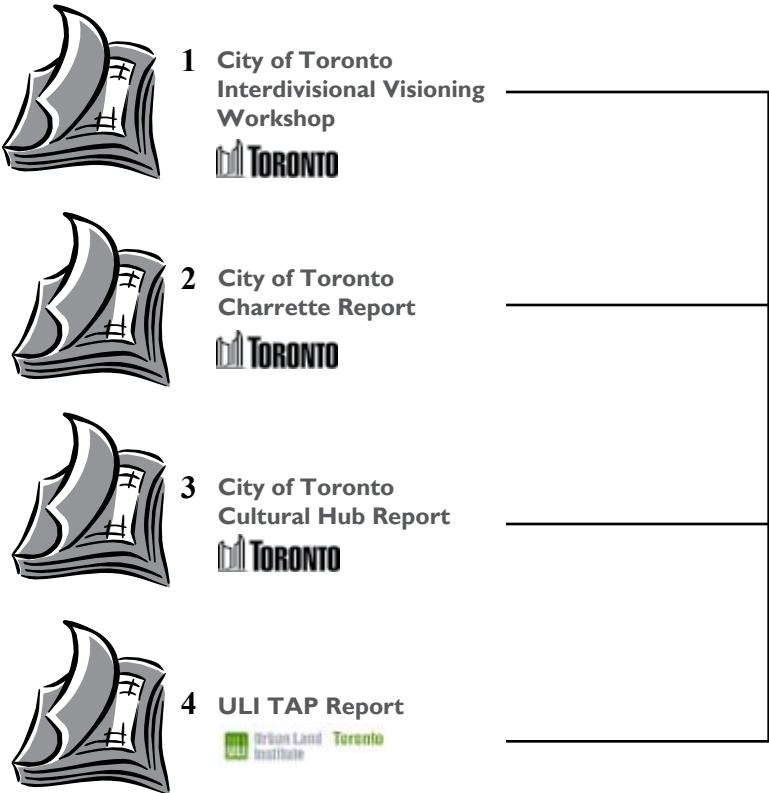 1 City of Toronto
Interdivisional Visioning
Workshop
TORONTO
2 City of Toronto
Charrette Report
TORONTO
3 City of Toronto
Cultural Hub Report
TORONTO
4 ULI TAP Report
ULI Urban Land Toronto
Institute